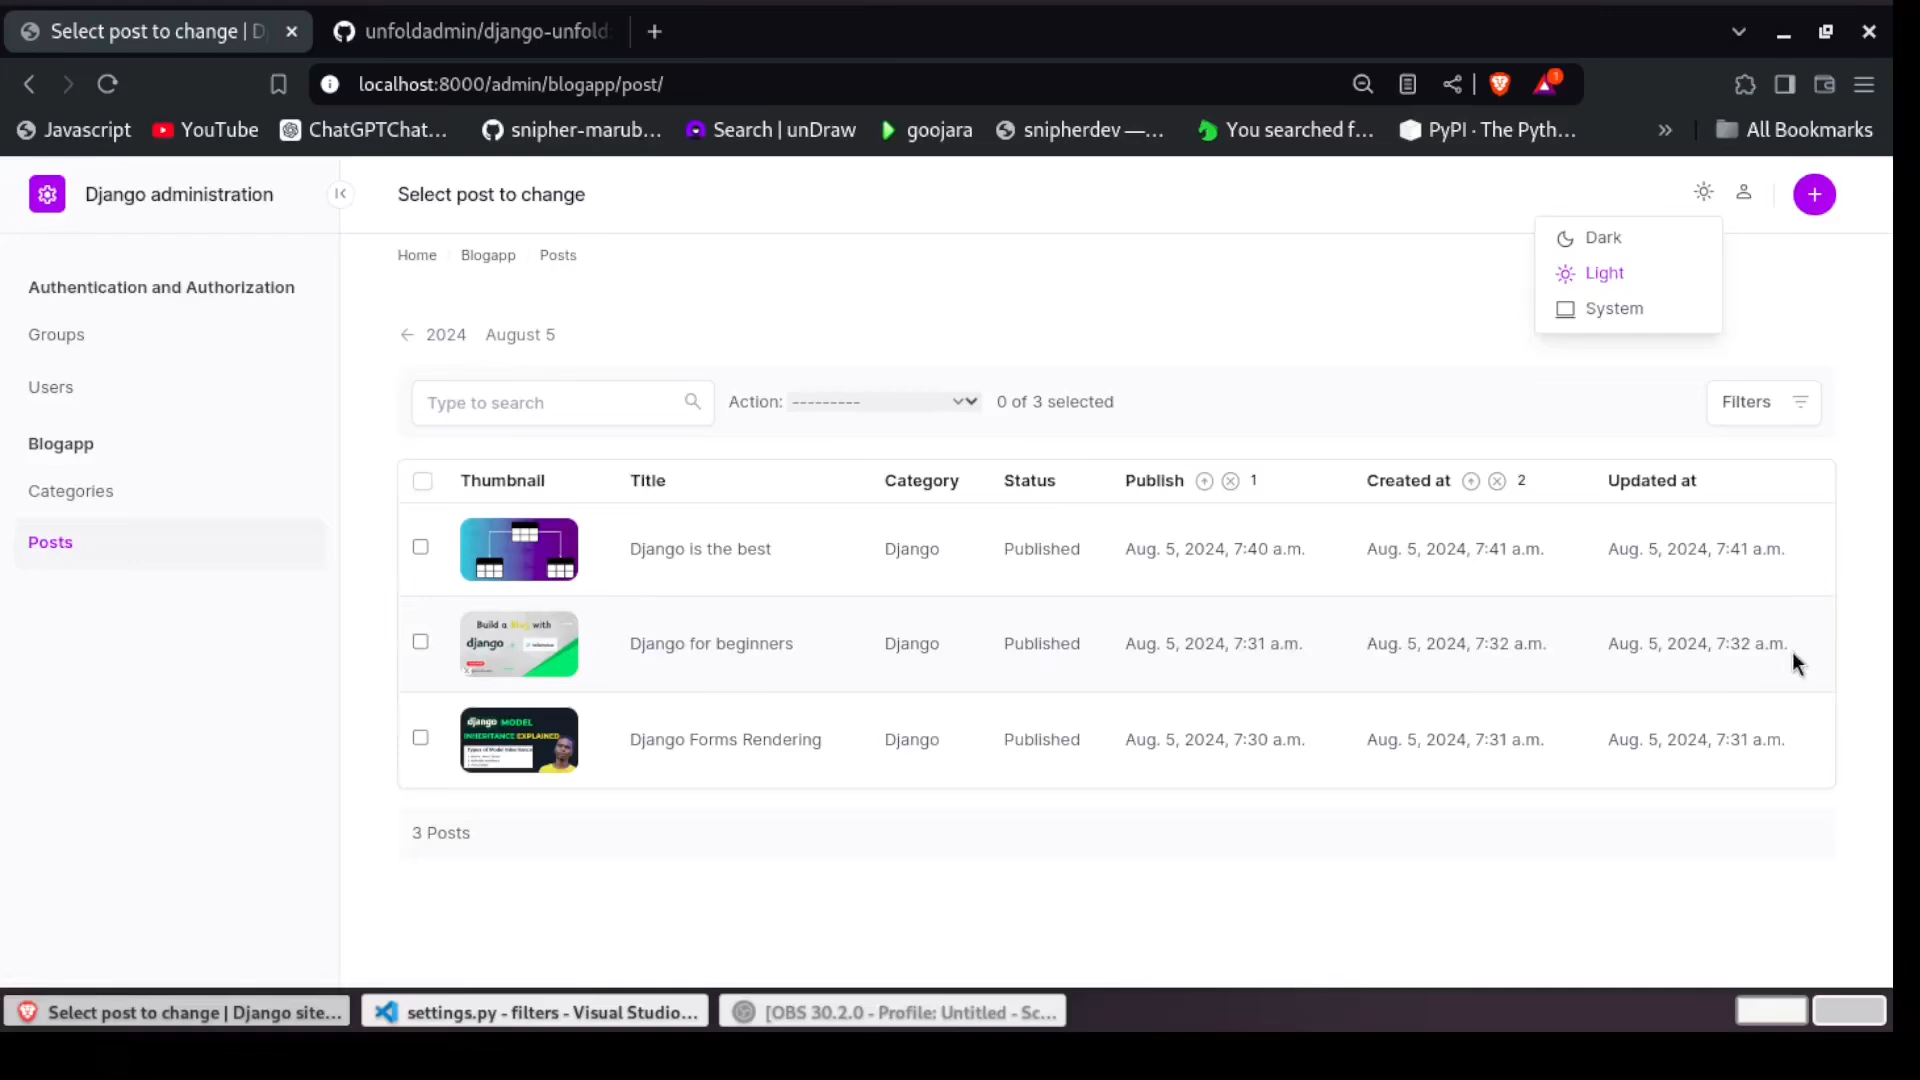 Select post to change | D
unfoldadmin/django-unfold
localhost:8000/admin/blogapp/post/
1
Javascript
YouTube
ChatGPTChat...
snipher-marub...
Search | unDraw
goojara
snipherdev —...
You searched f...
PyPI · The Pyth...
»
All Bookmarks
Django administration
Select post to change
Home
Blogapp
Posts
Dark
Light
System
Authentication and Authorization
Groups
Users
Blogapp
Categories
Posts
2024 August 5
Type to search
Action: ---------
0 of 3 selected
Filters
Thumbnail Title Category Status Publish 1 Created at 2 Updated at
Django is the best Django Published Aug. 5, 2024, 7:40 a.m. Aug. 5, 2024, 7:41 a.m. Aug. 5, 2024, 7:41 a.m.
Build a Blog with
django
Django for beginners Django Published Aug. 5, 2024, 7:31 a.m. Aug. 5, 2024, 7:32 a.m. Aug. 5, 2024, 7:32 a.m.
django MODEL
INHERITANCE EXPLAINED
Types of Model Inheritance
Django Forms Rendering Django Published Aug. 5, 2024, 7:30 a.m. Aug. 5, 2024, 7:31 a.m. Aug. 5, 2024, 7:31 a.m.
3 Posts
Select post to change | Django site...
settings.py - filters - Visual Studio...
[OBS 30.2.0 - Profile: Untitled - Sc...